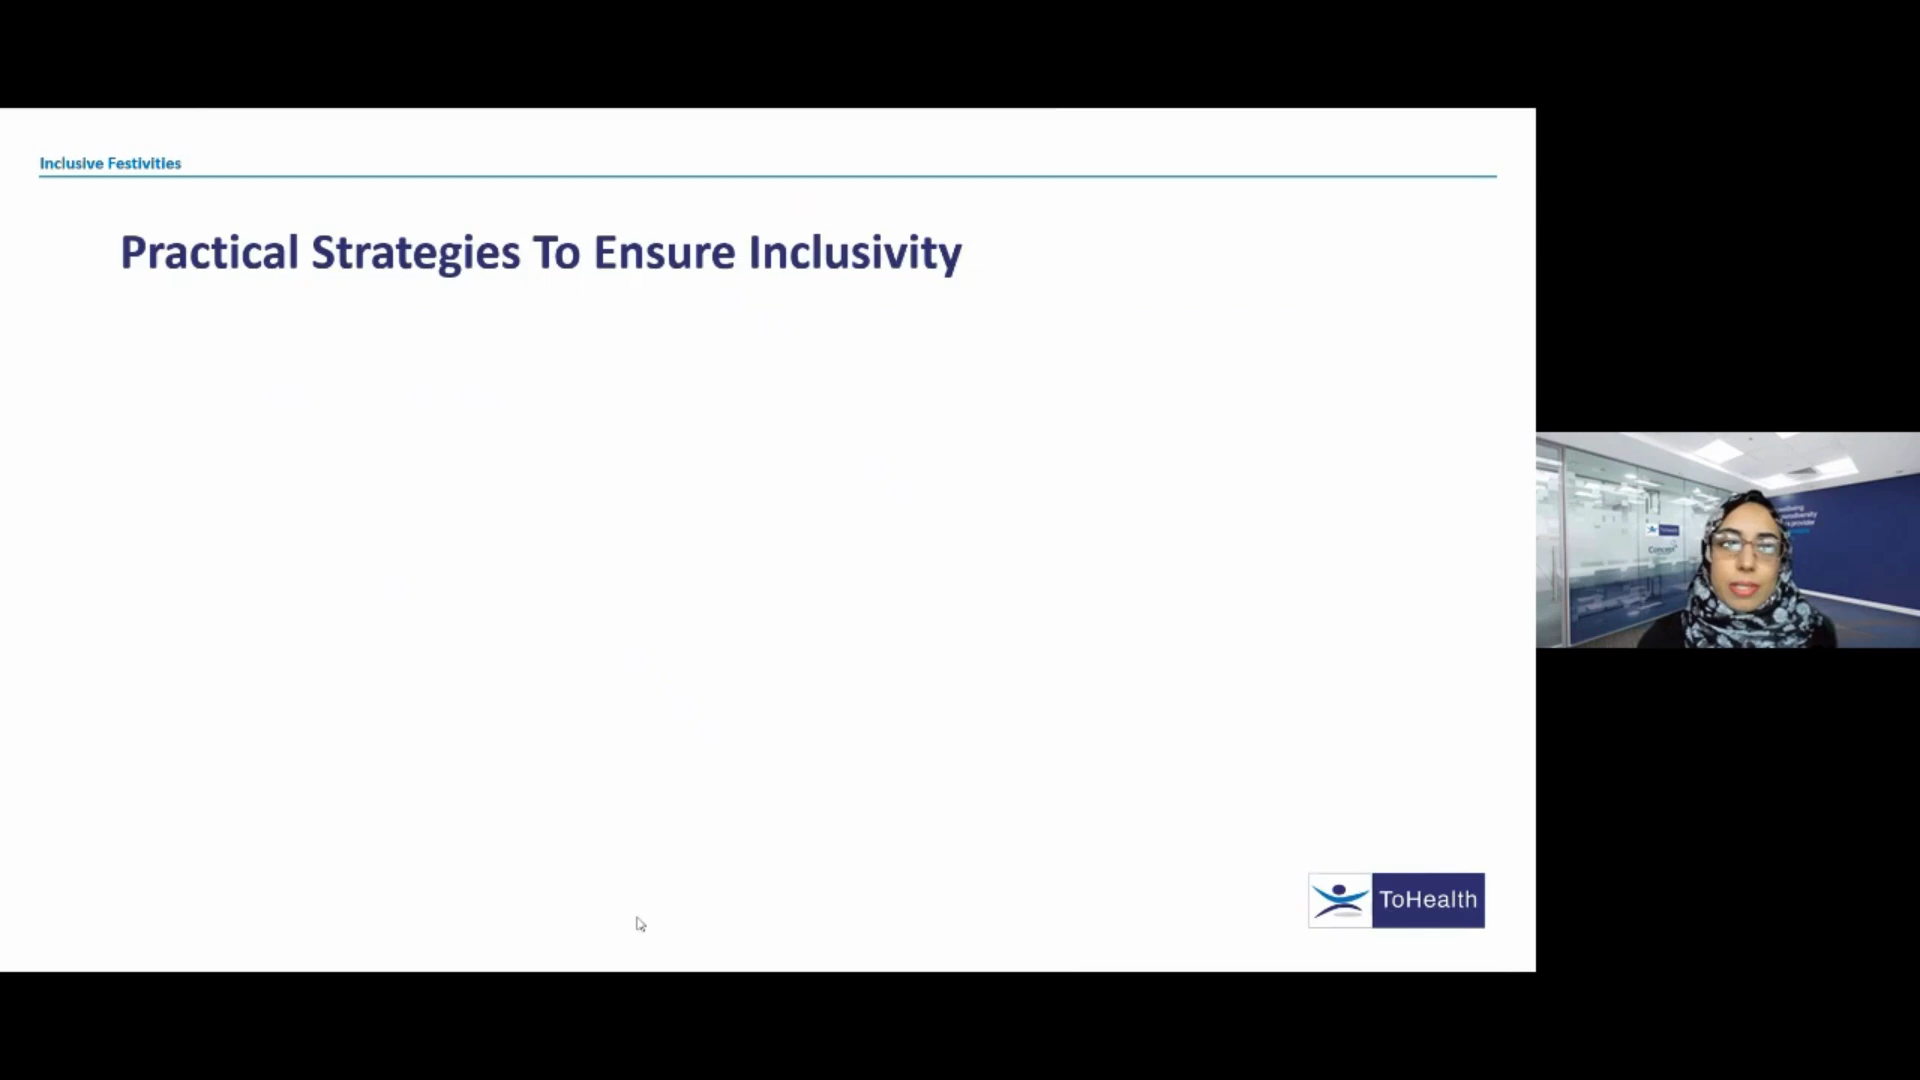 Inclusive Festivities
Practical Strategies To Ensure Inclusivity
ToHealth